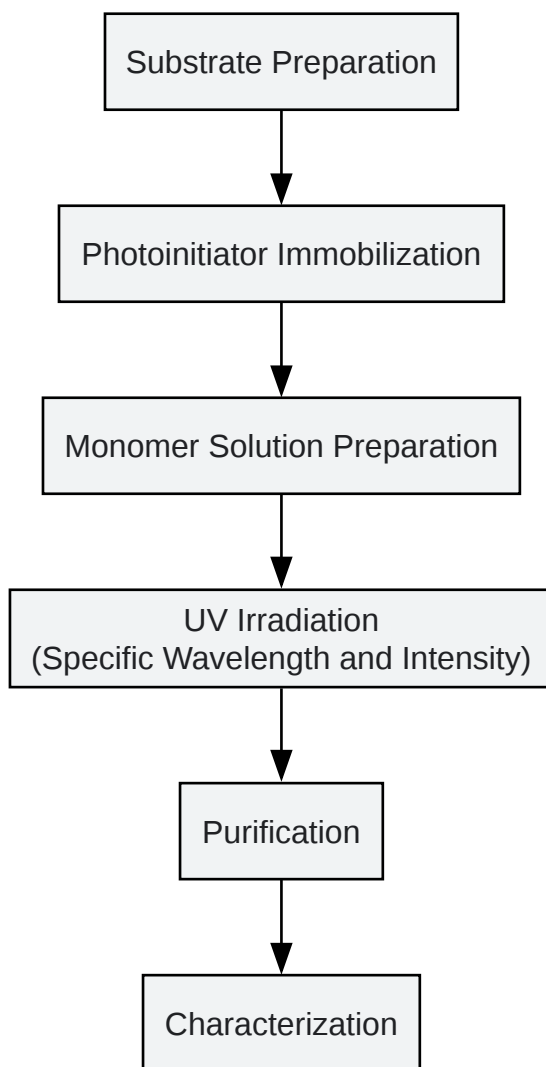 Substrate Preparation
Photoinitiator Immobilization
Monomer Solution Preparation
UV Irradiation
(Specific Wavelength and Intensity)
Purification
Characterization